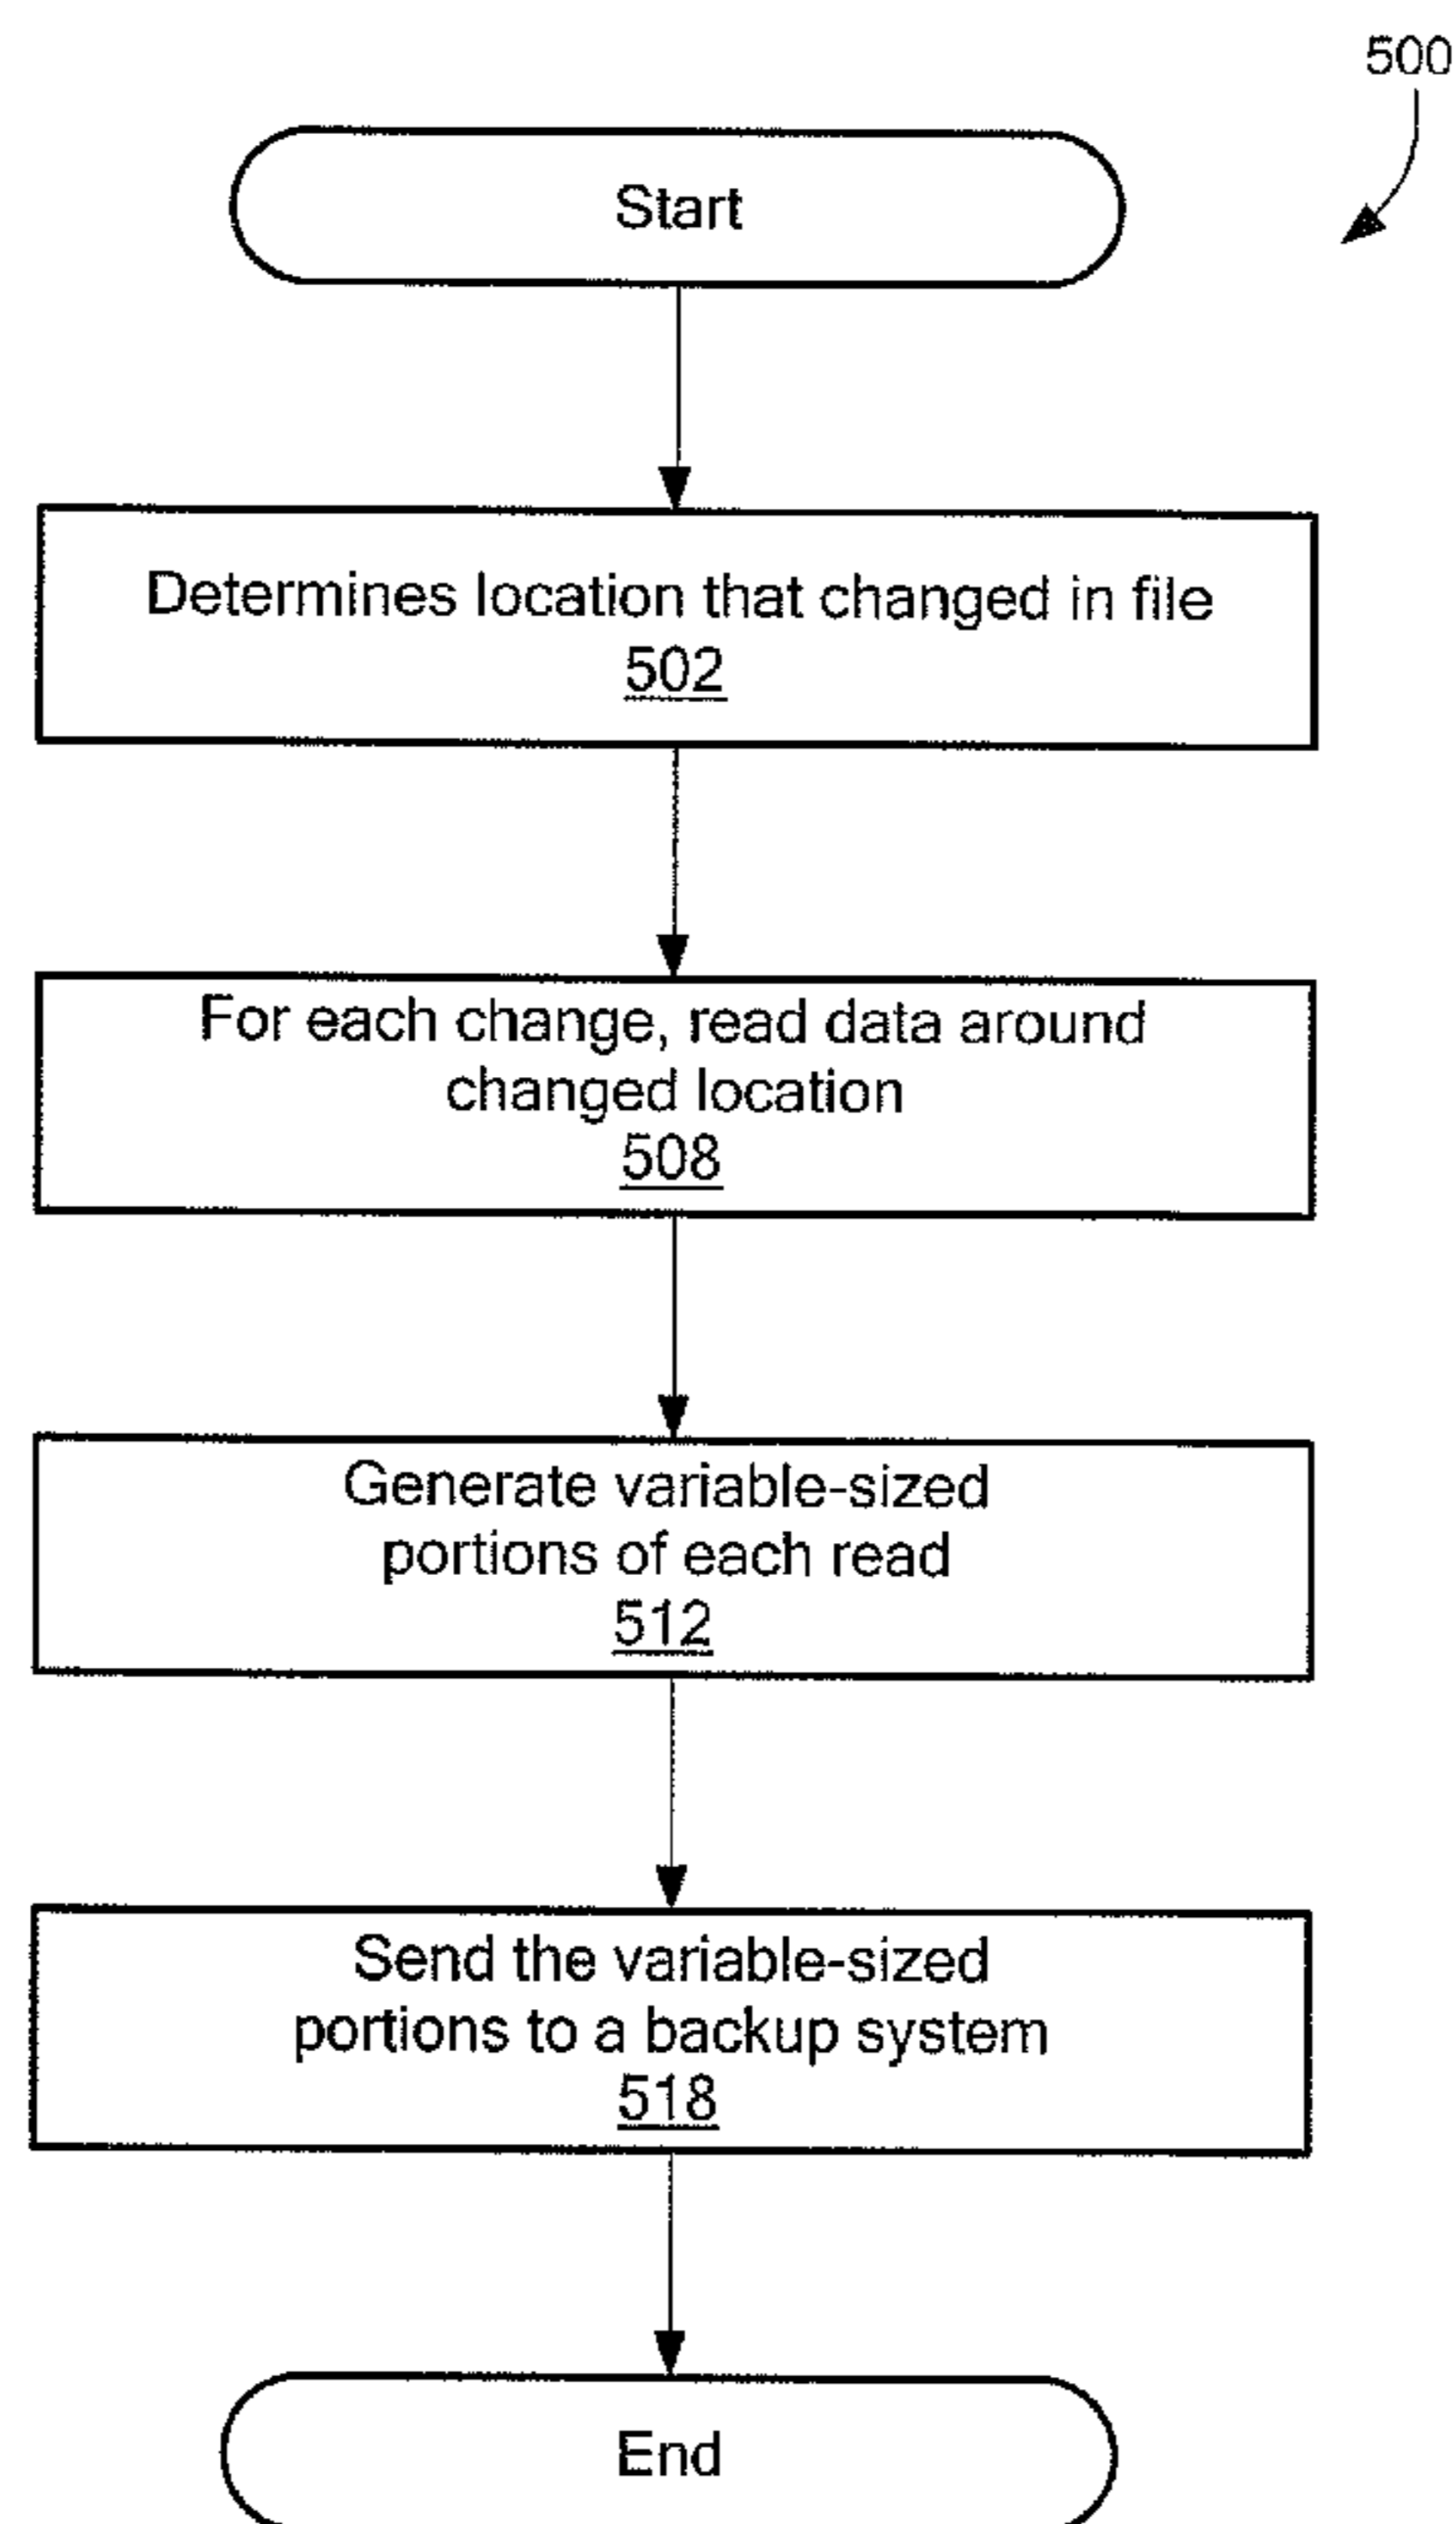 500
Start
Determines location that changed in file
502
For each change, read data around
changed location
508
Generate variable-sized
portions of each read
512
Send the variable-sized
portions to a backup system
518
End